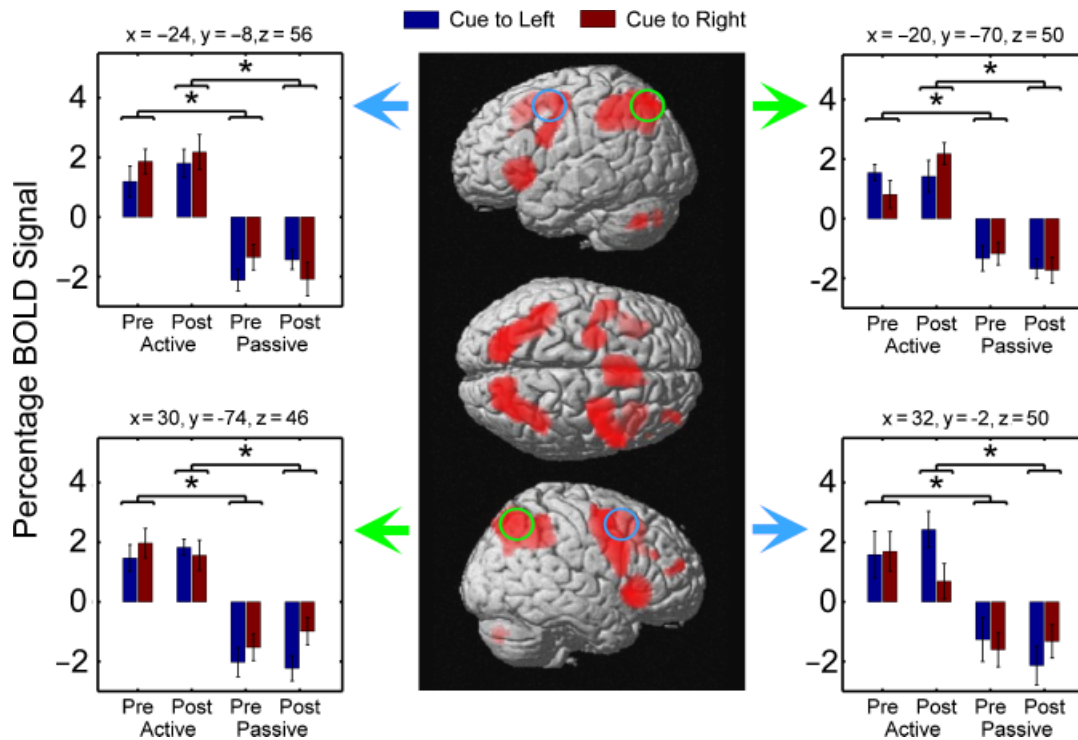 Cue to Left Cue to Right
x = −24, y = −8,z = 56
*
*
4
2
0
−2
Pre Post Pre Post
Active Passive
x = −20, y = −70, z = 50
*
*
4
2
0
-2
Pre Post Pre Post
Active Passive
Percentage BOLD Signal
x = 30, y = -74, z = 46
*
*
4
2
0
−2
Pre Post Pre Post
Active Passive
x = 32, y = -2, z = 50
*
*
4
2
0
−2
Pre Post Pre Post
Active Passive